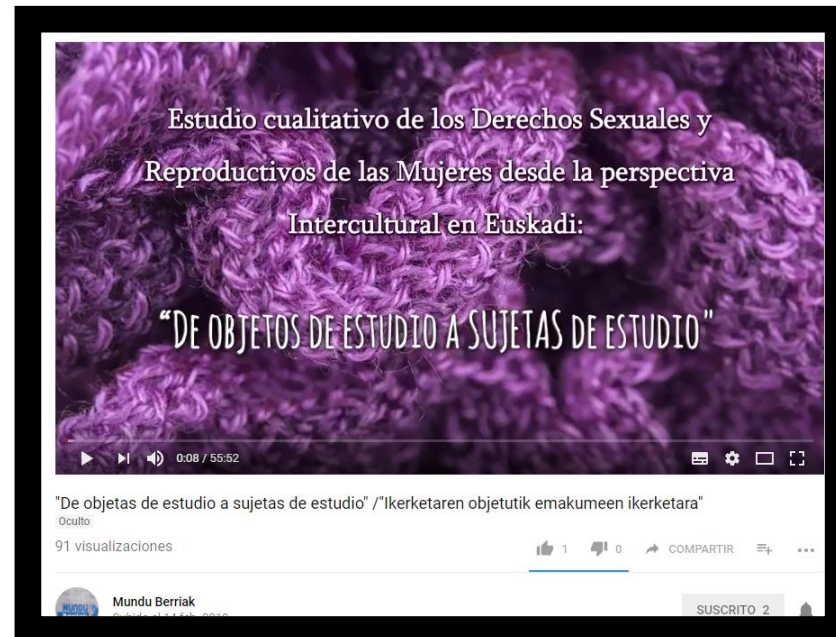 Estudio cualitativo de los Derechos Sexuales y
Reproductivos de las Mujeres desde la perspectiva
Intercultural en Euskadi:
“DE OBJETOS DE ESTUDIO A SUJETAS DE ESTUDIO"
0:08 / 55:52
"De objetas de estudio a sujetas de estudio" /"Ikerketaren objetutik emakumeen ikerketara"
Oculto
91 visualizaciones
1 0 COMPARTIR
Mundu Berriak
SUSCRITO 2
MUNDU